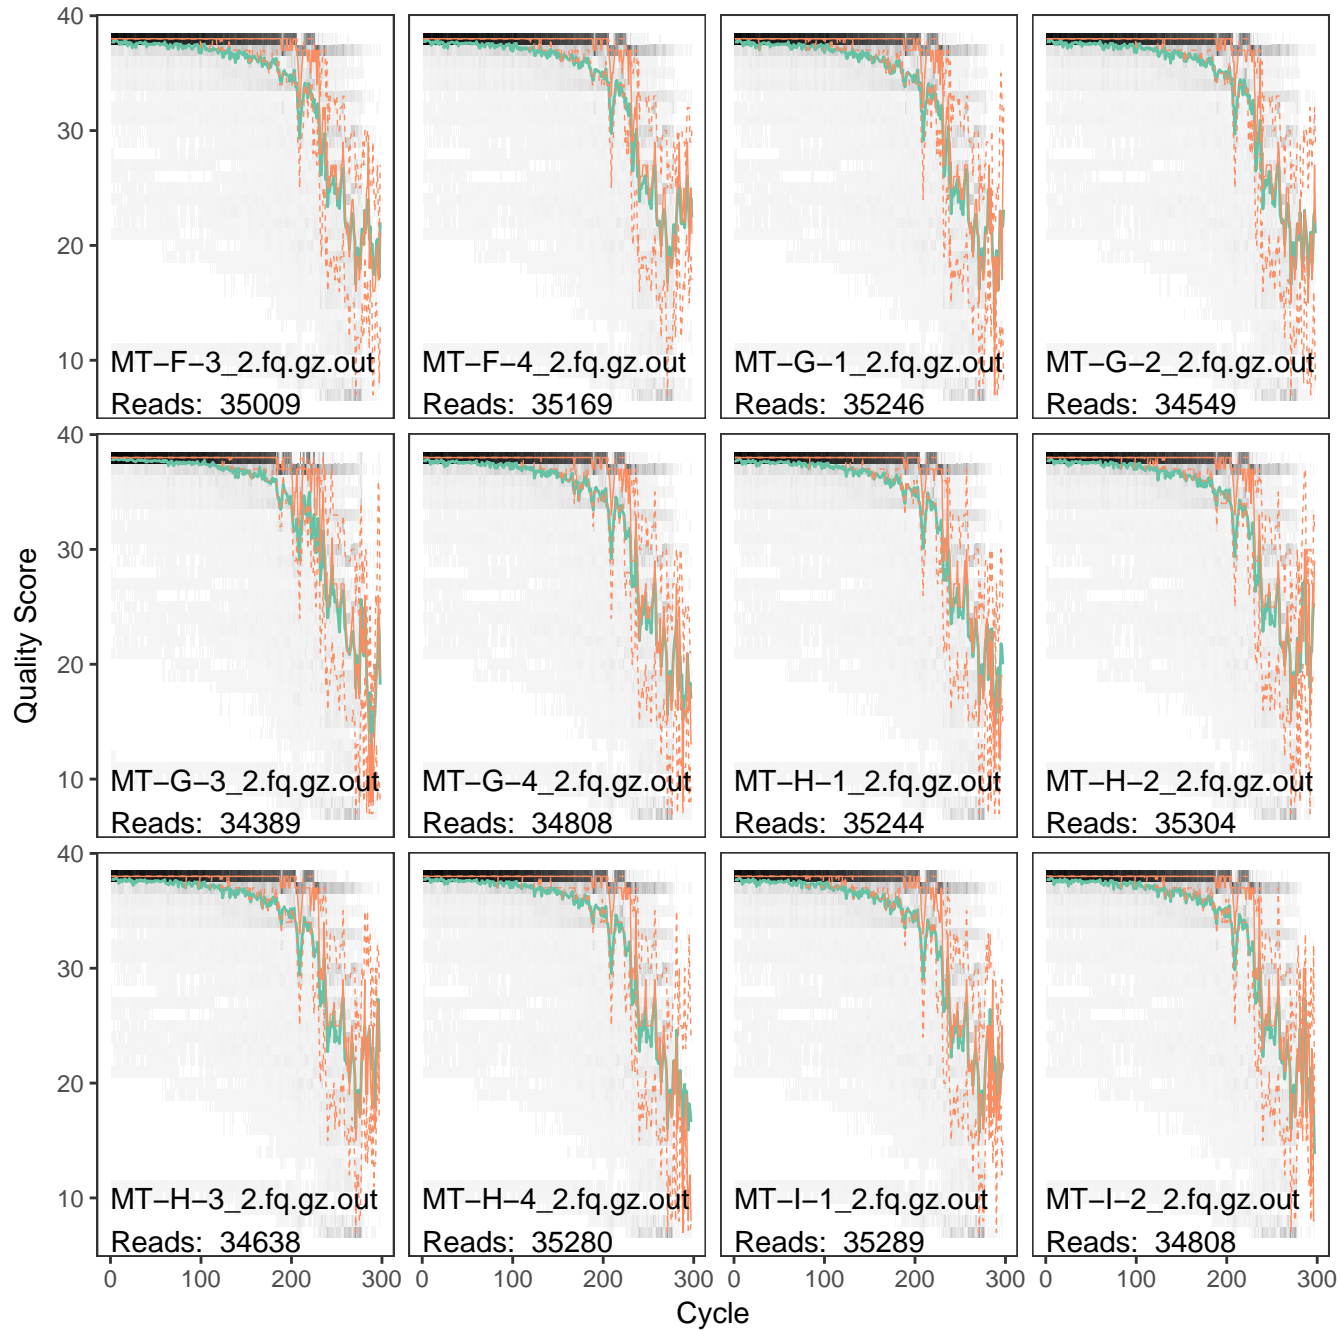 40
30
20
10
MT−F−3_2.fq.gz.out
Reads: 35009
MT−F−4_2.fq.gz.out
Reads: 35169
MT−G−1_2.fq.gz.out
Reads: 35246
MT−G−2_2.fq.gz.out
Reads: 34549
Quality Score
40
30
20
10
MT−G−3_2.fq.gz.out
Reads: 34389
MT−G−4_2.fq.gz.out
Reads: 34808
MT−H−1_2.fq.gz.out
Reads: 35244
MT−H−2_2.fq.gz.out
Reads: 35304
40
30
20
10
MT−H−3_2.fq.gz.out
Reads: 34638
MT−H−4_2.fq.gz.out
Reads: 35280
MT−I−1_2.fq.gz.out
Reads: 35289
MT−I−2_2.fq.gz.out
Reads: 34808
0 100 200 300 0 100 200 300 0 100 200 300 0 100 200 300
Cycle